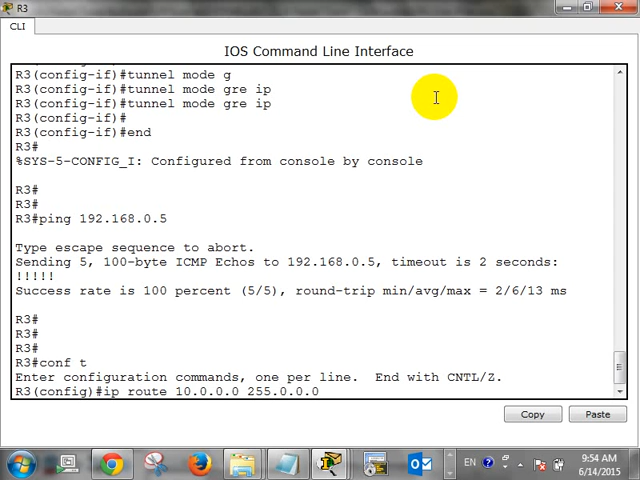 R3
CLI
IOS Command Line Interface
R3(config-if)#tunnel mode g
R3(config-if)#tunnel mode gre ip
R3(config-if)#tunnel mode gre ip
R3(config-if)#
R3(config-if)#end
R3#
%SYS-5-CONFIG_I: Configured from console by console
R3#
R3#
R3#ping 192.168.0.5
Type escape sequence to abort.
Sending 5, 100-byte ICMP Echos to 192.168.0.5, timeout is 2 seconds:
!!!!!
Success rate is 100 percent (5/5), round-trip min/avg/max = 2/6/13 ms
R3#
R3#
R3#
R3#conf t
Enter configuration commands, one per line.  End with CNTL/Z.
R3(config)#ip route 10.0.0.0 255.0.0.0
Copy
Paste
EN
9:54 AM
6/14/2015